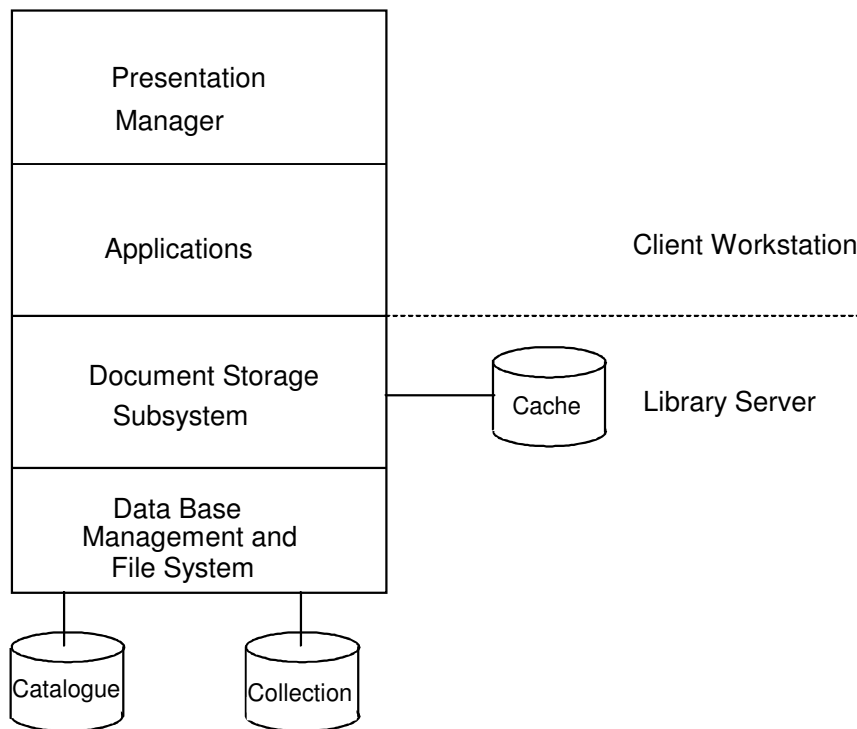 Presentation
Manager
Applications
Client Workstation
Document Storage
Subsystem
Cache
Library Server
Data Base
Management and
File System
Catalogue
Collection